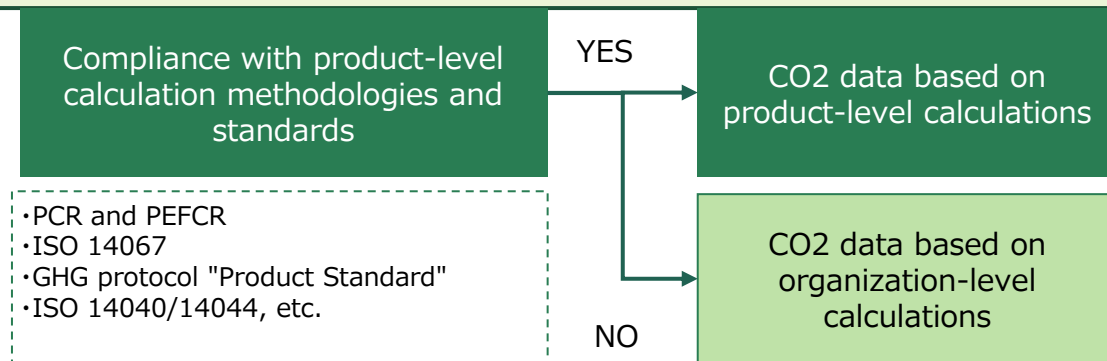 Compliance with product-level
calculation methodologies and
standards
YES
CO2 data based on
product-level calculations
・PCR and PEFCR
・ISO 14067
・GHG protocol "Product Standard"
・ISO 14040/14044, etc.
NO
CO2 data based on
organization-level
calculations